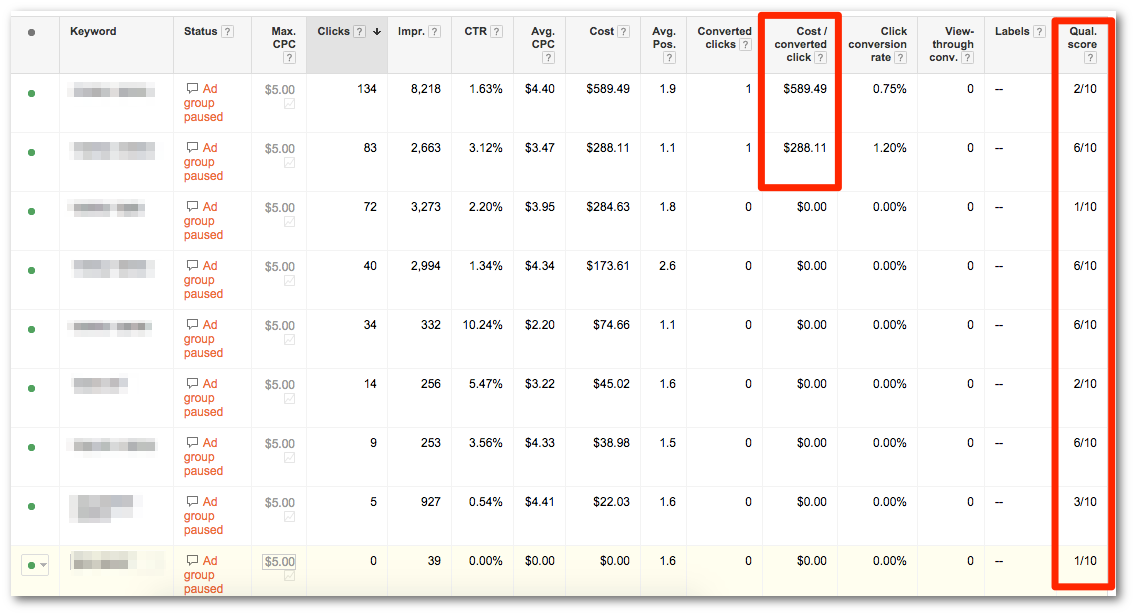 Keyword Status ? Max. CPC ? Clicks ? Impr. ? CTR ? Avg. CPC ? Cost ? Avg. Pos. ? Converted clicks ? Cost / converted click ? Click conversion rate ? View-through conv. ? Labels ? Qual. score ?
Ad group paused $5.00 134 8,218 1.63% $4.40 $589.49 1.9 1 $589.49 0.75% 0 -- 2/10
Ad group paused $5.00 83 2,663 3.12% $3.47 $288.11 1.1 1 $288.11 1.20% 0 -- 6/10
Ad group paused $5.00 72 3,273 2.20% $3.95 $284.63 1.8 0 $0.00 0.00% 0 -- 1/10
Ad group paused $5.00 40 2,994 1.34% $4.34 $173.61 2.6 0 $0.00 0.00% 0 -- 6/10
Ad group paused $5.00 34 332 10.24% $2.20 $74.66 1.1 0 $0.00 0.00% 0 -- 6/10
Ad group paused $5.00 14 256 5.47% $3.22 $45.02 1.6 0 $0.00 0.00% 0 -- 2/10
Ad group paused $5.00 9 253 3.56% $4.33 $38.98 1.5 0 $0.00 0.00% 0 -- 6/10
Ad group paused $5.00 5 927 0.54% $4.41 $22.03 1.6 0 $0.00 0.00% 0 -- 3/10
Ad group paused $5.00 0 39 0.00% $0.00 $0.00 1.6 0 $0.00 0.00% 0 -- 1/10